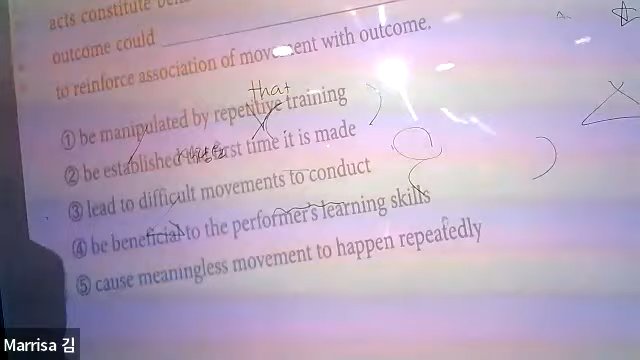 acts constitute
outcome could
to reinforce association of movement with outcome.
that
① be manipulated by repetitive training
② be established the first time it is made
③ lead to difficult movements to conduct
④ be beneficial to the performer's learning skills
⑤ cause meaningless movement to happen repeatedly
Marrisa 김